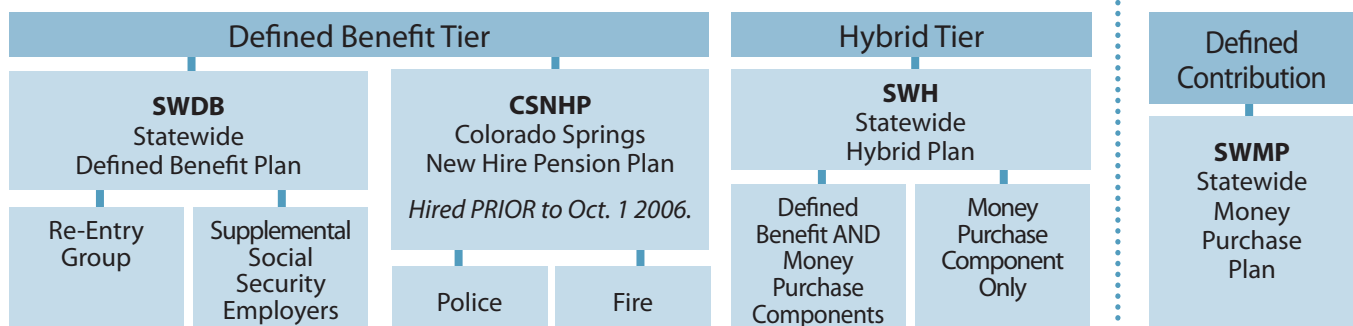 Defined Benefit Tier
SWDB
Statewide
Defined Benefit Plan
Re-Entry
Group
Supplemental
Social
Security
Employers
CSNHP
Colorado Springs
New Hire Pension Plan
Hired PRIOR to Oct. 1 2006.
Police
Fire
Hybrid Tier
SWH
Statewide
Hybrid Plan
Defined
Benefit AND
Money
Purchase
Components
Money
Purchase
Component
Only
Defined
Contribution
SWMP
Statewide
Money
Purchase
Plan